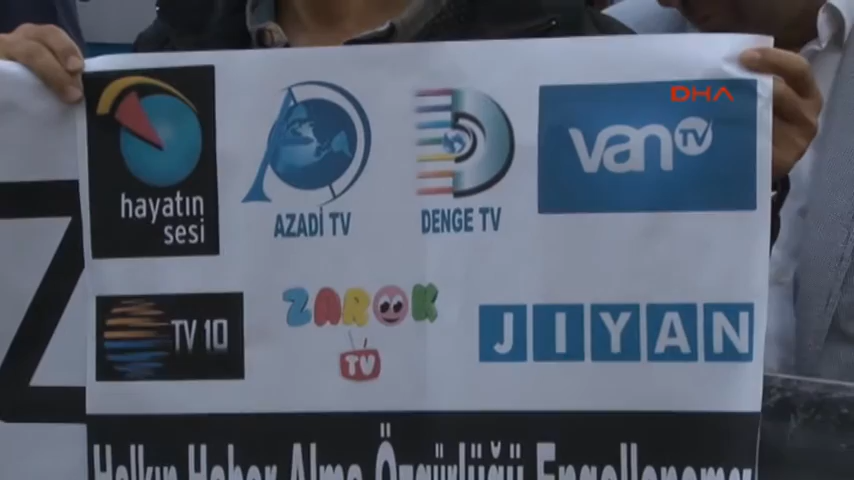 DHA
hayatın
sesi
AZADİ TV
DENGE TV
van TV
TV 10
ZAROK
TV
JIYAN
Halkın Haber Alma Özgürlüğü Engellenemez